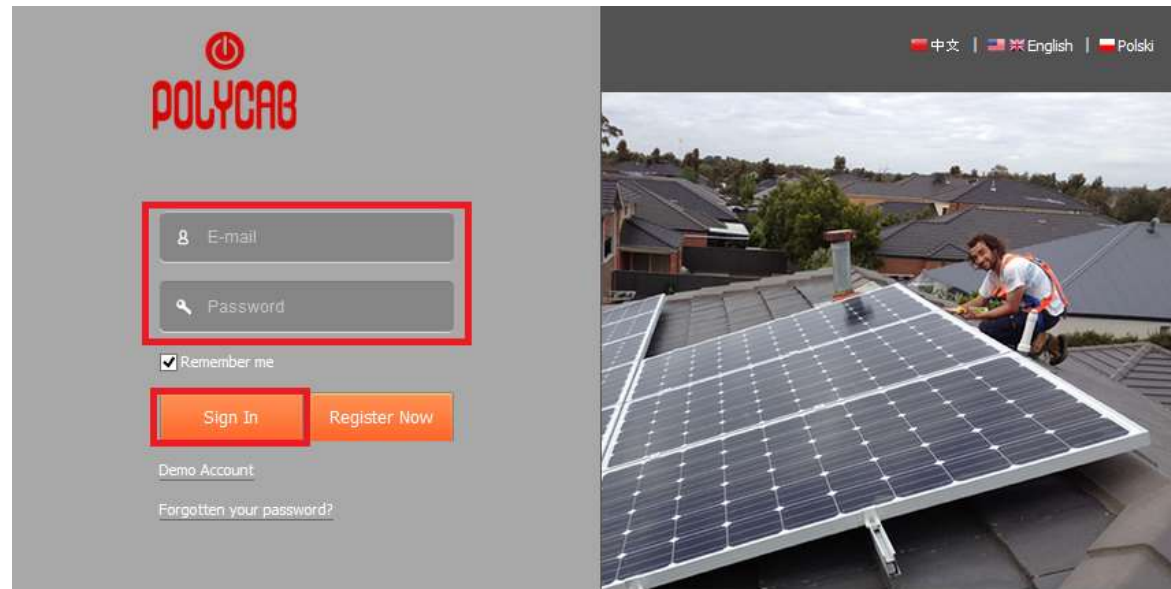 POLYCAB
中文 | English | Polski
E-mail
Password
Remember me
Sign In
Register Now
Demo Account
Forgotten your password?